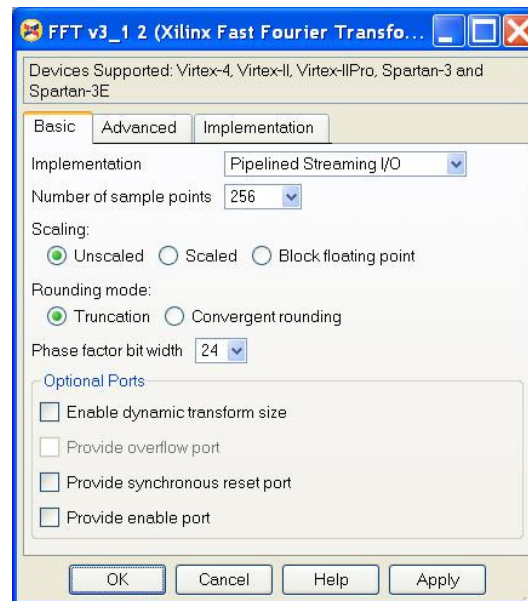 FFT v3_1 2 (Xilinx Fast Fourier Transfo...
Devices Supported: Virtex-4, Virtex-II, Virtex-IIPro, Spartan-3 and
Spartan-3E
Basic Advanced Implementation
Implementation Pipelined Streaming I/O
Number of sample points 256
Scaling:
Unscaled Scaled Block floating point
Rounding mode:
Truncation Convergent rounding
Phase factor bit width 24
Optional Ports
Enable dynamic transform size
Provide overflow port
Provide synchronous reset port
Provide enable port
OK Cancel Help Apply